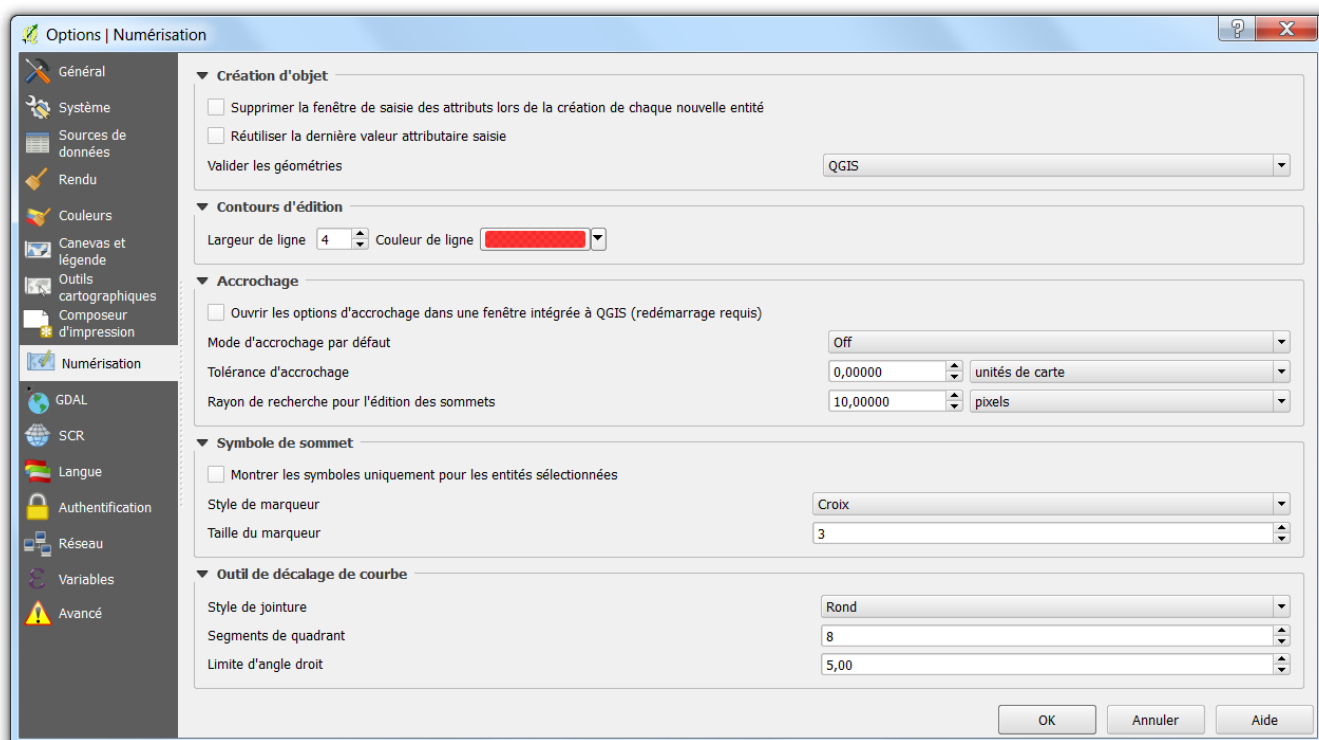 Options | Numérisation
Général
Système
Sources de
données
Rendu
Couleurs
Canevas et
légende
Outils
cartographiques
Composeur
d'impression
Numérisation
GDAL
SCR
Langue
Authentification
Réseau
Variables
Avancé
Création d'objet
Supprimer la fenêtre de saisie des attributs lors de la création de chaque nouvelle entité
Réutiliser la dernière valeur attributaire saisie
Valider les géométries QGIS
Contours d'édition
Largeur de ligne 4 Couleur de ligne
Accrochage
Ouvrir les options d'accrochage dans une fenêtre intégrée à QGIS (redémarrage requis)
Mode d'accrochage par défaut Off
Tolérance d'accrochage 0,00000 unités de carte
Rayon de recherche pour l'édition des sommets 10,00000 pixels
Symbole de sommet
Montrer les symboles uniquement pour les entités sélectionnées
Style de marqueur Croix
Taille du marqueur 3
Outil de décalage de courbe
Style de jointure Rond
Segments de quadrant 8
Limite d'angle droit 5,00
OK Annuler Aide